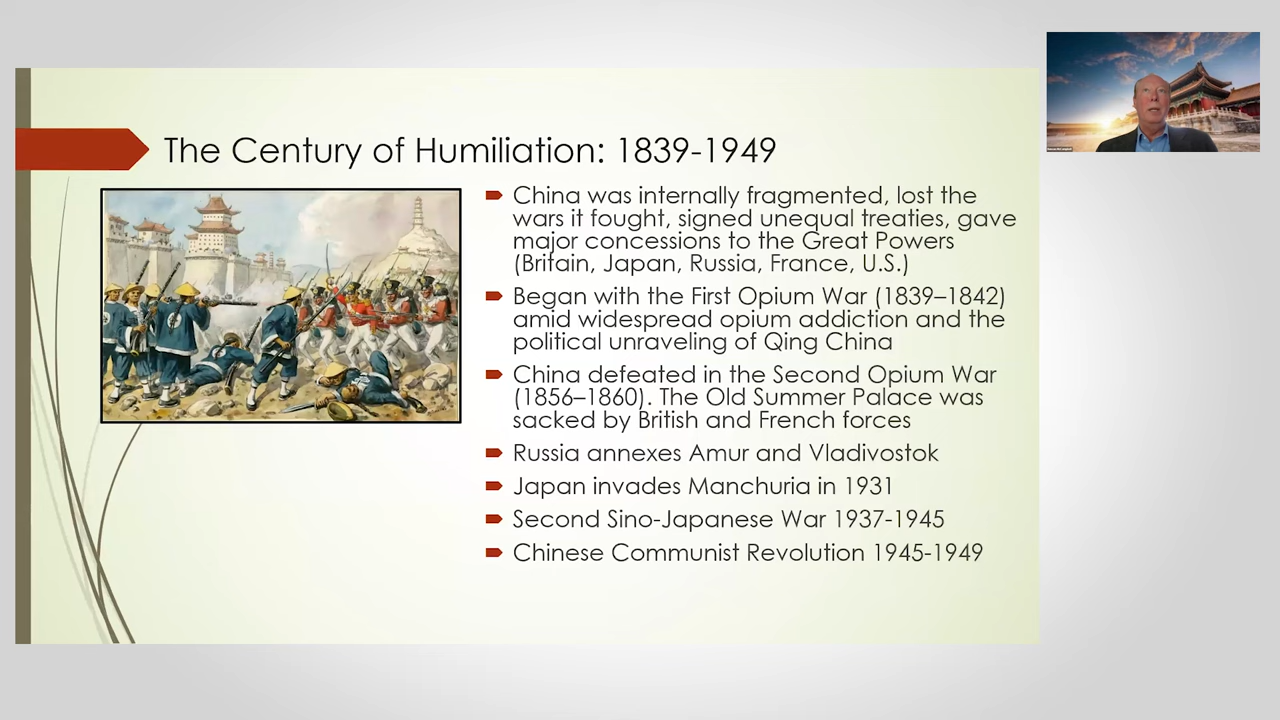 The Century of Humiliation: 1839-1949
China was internally fragmented, lost the
wars it fought, signed unequal treaties, gave
major concessions to the Great Powers
(Britain, Japan, Russia, France, U.S.)
Began with the First Opium War (1839–1842)
amid widespread opium addiction and the
political unraveling of Qing China
China defeated in the Second Opium War
(1856–1860). The Old Summer Palace was
sacked by British and French forces
Russia annexes Amur and Vladivostok
Japan invades Manchuria in 1931
Second Sino-Japanese War 1937-1945
Chinese Communist Revolution 1945-1949